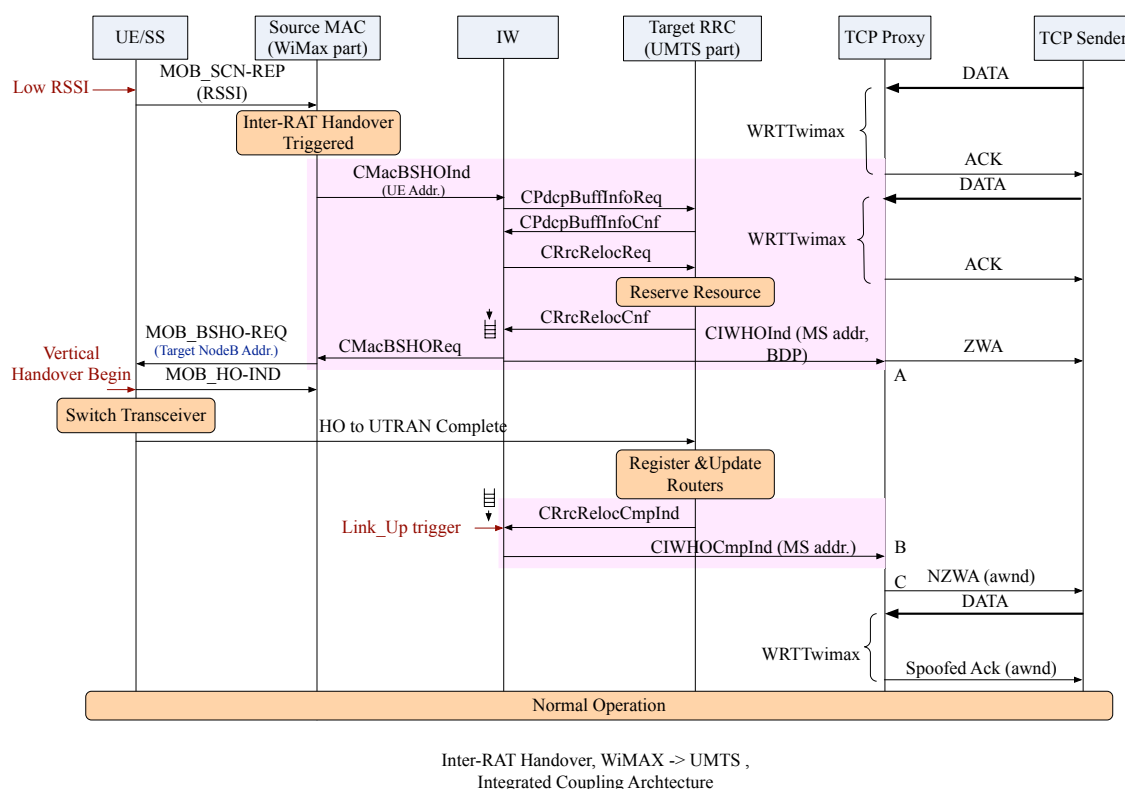 UE/SS
Source MAC
(WiMax part)
IW
Target RRC
(UMTS part)
TCP Proxy
TCP Sender
MOB_SCN-REP
(RSSI)
Low RSSI
DATA
Inter-RAT Handover
Triggered
WRTTwimax
ACK
CMacBSHOInd
(UE Addr.)
DATA
CPdcpBuffInfoReq
CPdcpBuffInfoCnf
WRTTwimax
CRrcRelocReq
ACK
Reserve Resource
CRrcRelocCnf
MOB_BSHO-REQ
(Target NodeB Addr.)
CMacBSHOReq
CIWHOInd (MS addr,
BDP)
ZWA
Vertical
Handover Begin
MOB_HO-IND
A
Switch Transceiver
HO to UTRAN Complete
Register &Update
Routers
CRrcRelocCmpInd
Link_Up trigger
CIWHOCmpInd (MS addr.)
B
C
NZWA (awnd)
DATA
WRTTwimax
Spoofed Ack (awnd)
Normal Operation
Inter-RAT Handover, WiMAX -> UMTS ,
Integrated Coupling Archtecture